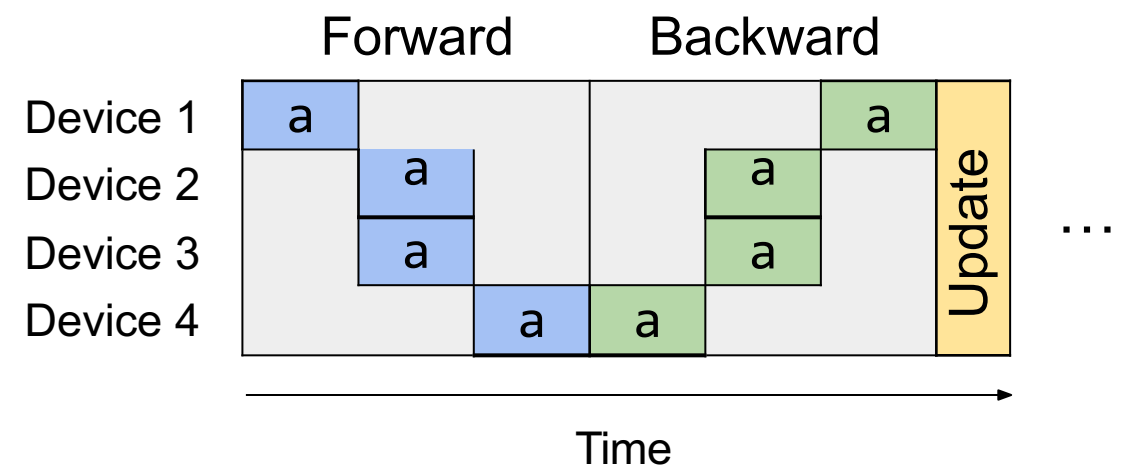 Forward Backward
Device 1 a a
Device 2 a a
Device 3 a a
Device 4 a a
Update
...
Time